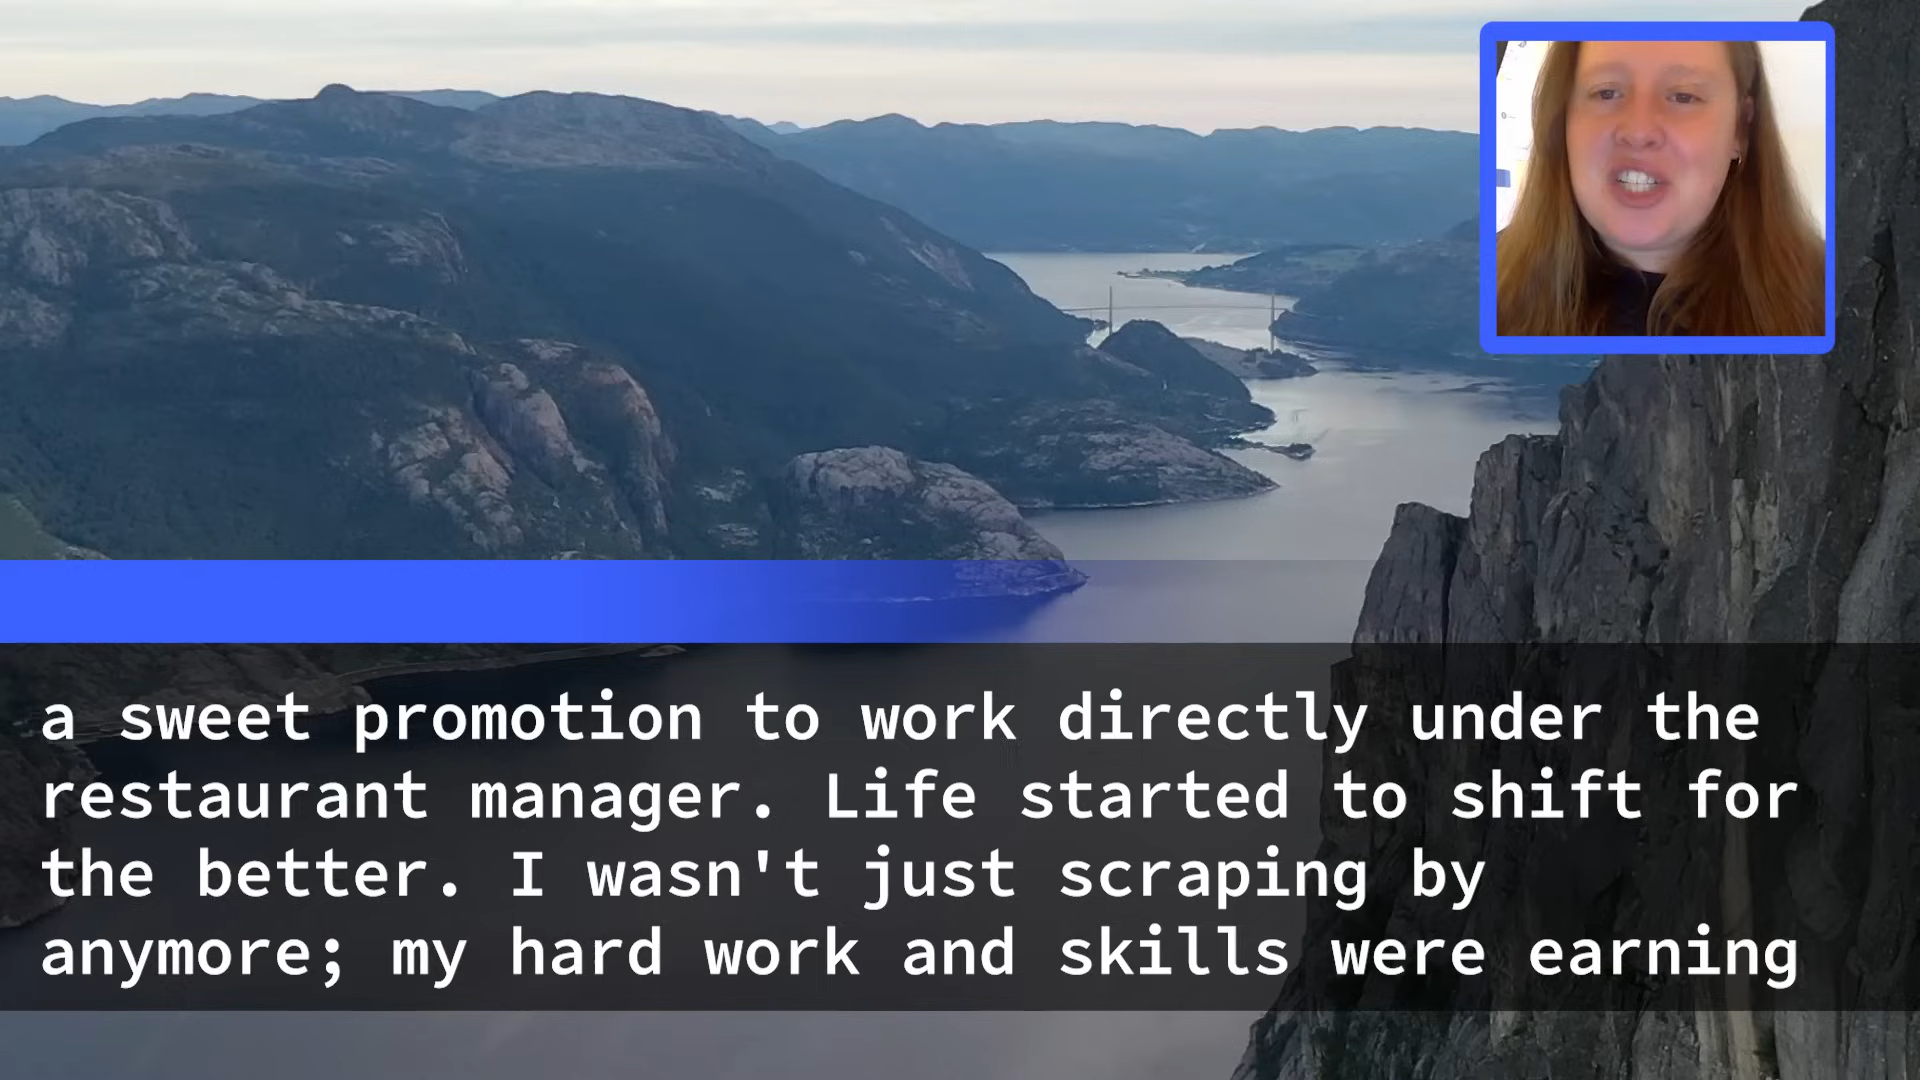 a sweet promotion to work directly under the
restaurant manager. Life started to shift for
the better. I wasn't just scraping by
anymore; my hard work and skills were earning